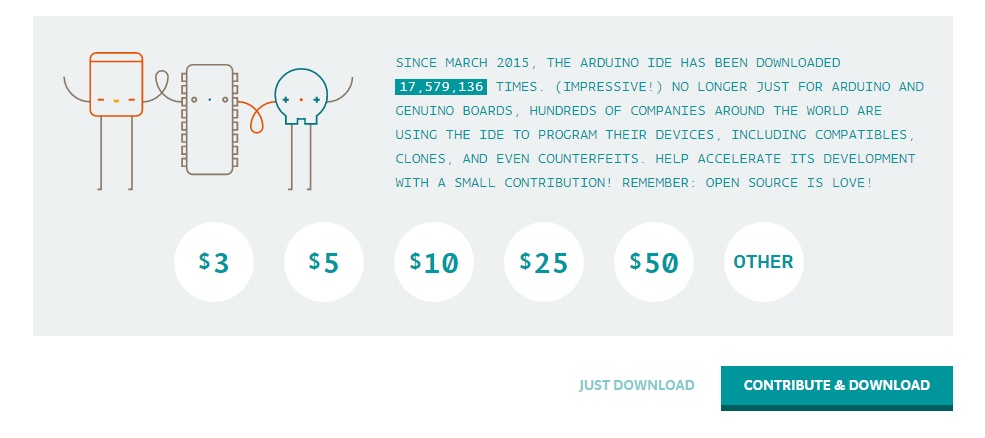 SINCE MARCH 2015, THE ARDUINO IDE HAS BEEN DOWNLOADED
17,579,136 TIMES. (IMPRESSIVE!) NO LONGER JUST FOR ARDUINO AND
GENUINO BOARDS, HUNDREDS OF COMPANIES AROUND THE WORLD ARE
USING THE IDE TO PROGRAM THEIR DEVICES, INCLUDING COMPATIBLES,
CLONES, AND EVEN COUNTERFEITS. HELP ACCELERATE ITS DEVELOPMENT
WITH A SMALL CONTRIBUTION! REMEMBER: OPEN SOURCE IS LOVE!
$3 $5 $10 $25 $50 OTHER
JUST DOWNLOAD CONTRIBUTE & DOWNLOAD